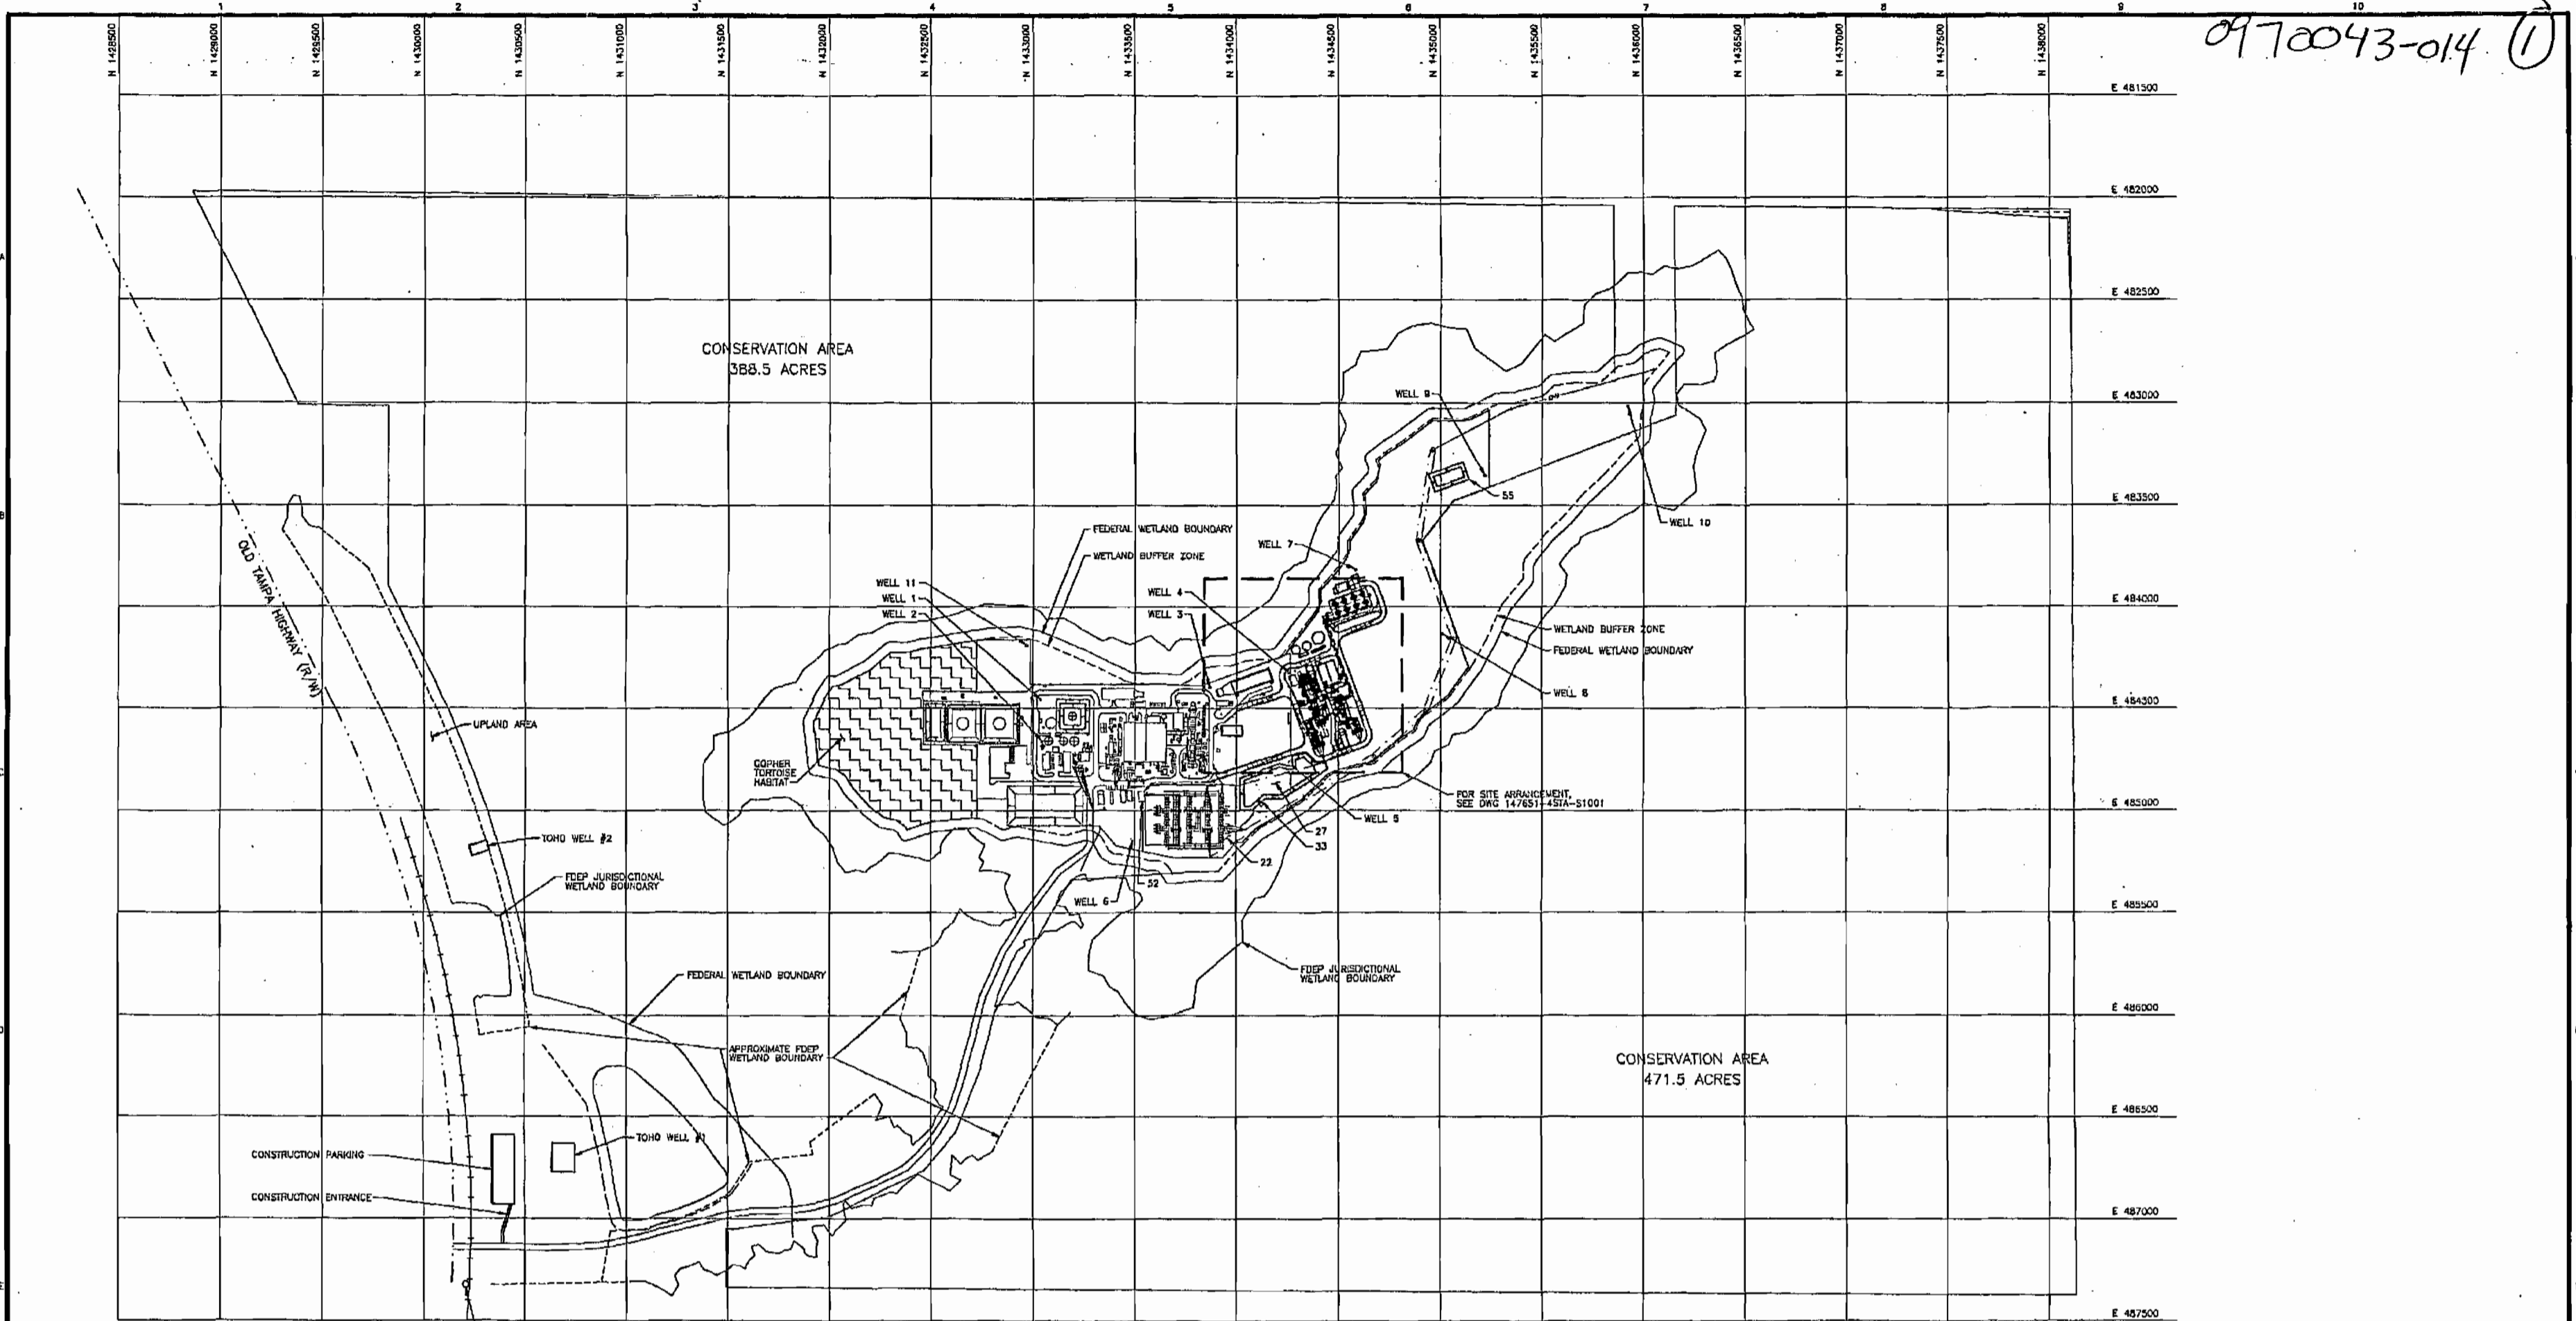 1
2
3
4
5
6
7
8
9
10
0970043-014 1
N 1428500
N 1429000
N 1429500
N 1430000
N 1430500
N 1431000
N 1431500
N 1432000
N 1432500
N 1433000
N 1433500
N 1434000
N 1434500
N 1435000
N 1435500
N 1436000
N 1436500
N 1437000
N 1437500
N 1438000
E 481500
E 482000
A
E 482500
CONSERVATION AREA
388.5 ACRES
WELL 9
E 483000
55
E 483500
B
WELL 10
FEDERAL WETLAND BOUNDARY
WELL 7
WETLAND BUFFER ZONE
OLD TAMPA HIGHWAY (R/W)
WELL 11
WELL 1
WELL 4
WELL 2
WELL 3
E 484000
WETLAND BUFFER ZONE
FEDERAL WETLAND BOUNDARY
WELL 8
E 484500
UPLAND AREA
GOPHER
TORTOISE
HABITAT
C
FOR SITE ARRANGEMENT,
SEE DWG 147651-4STA-S1001
E 485000
WELL 5
27
33
22
TOHO WELL #2
FDEP JURISDICTIONAL
WETLAND BOUNDARY
52
WELL 6
E 485500
FEDERAL WETLAND BOUNDARY
FDEP JURISDICTIONAL
WETLAND BOUNDARY
E 486000
D
APPROXIMATE FDEP
WETLAND BOUNDARY
CONSERVATION AREA
471.5 ACRES
E 486500
TOHO WELL #1
CONSTRUCTION PARKING
CONSTRUCTION ENTRANCE
E 487000
E
E 487500